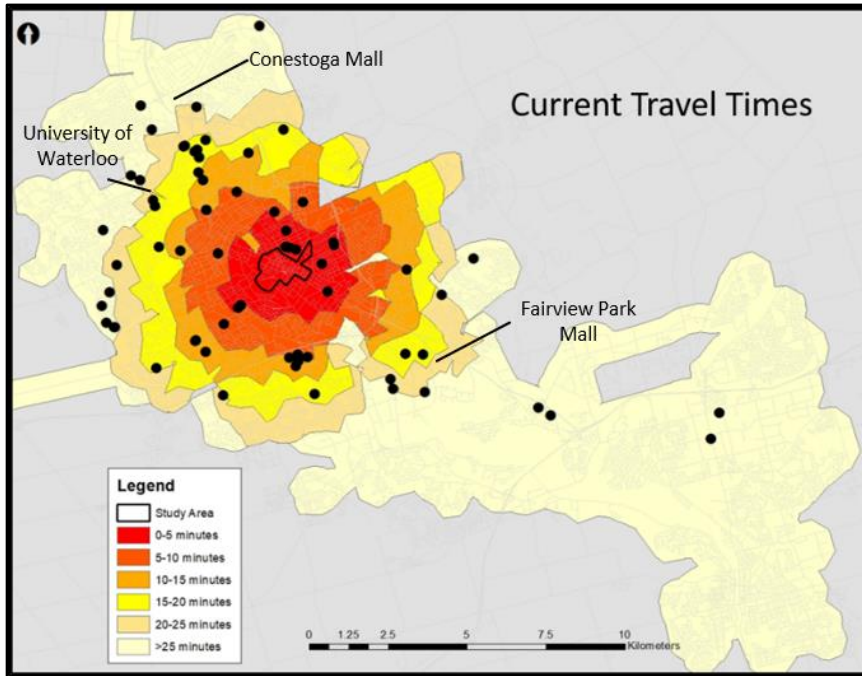 Conestoga Mall
Current Travel Times
University of
Waterloo
Fairview Park
Mall
Legend
Study Area
0-5 minutes
5-10 minutes
10-15 minutes
15-20 minutes
20-25 minutes
>25 minutes
0 1.25 2.5 5 7.5 10
Kilometers